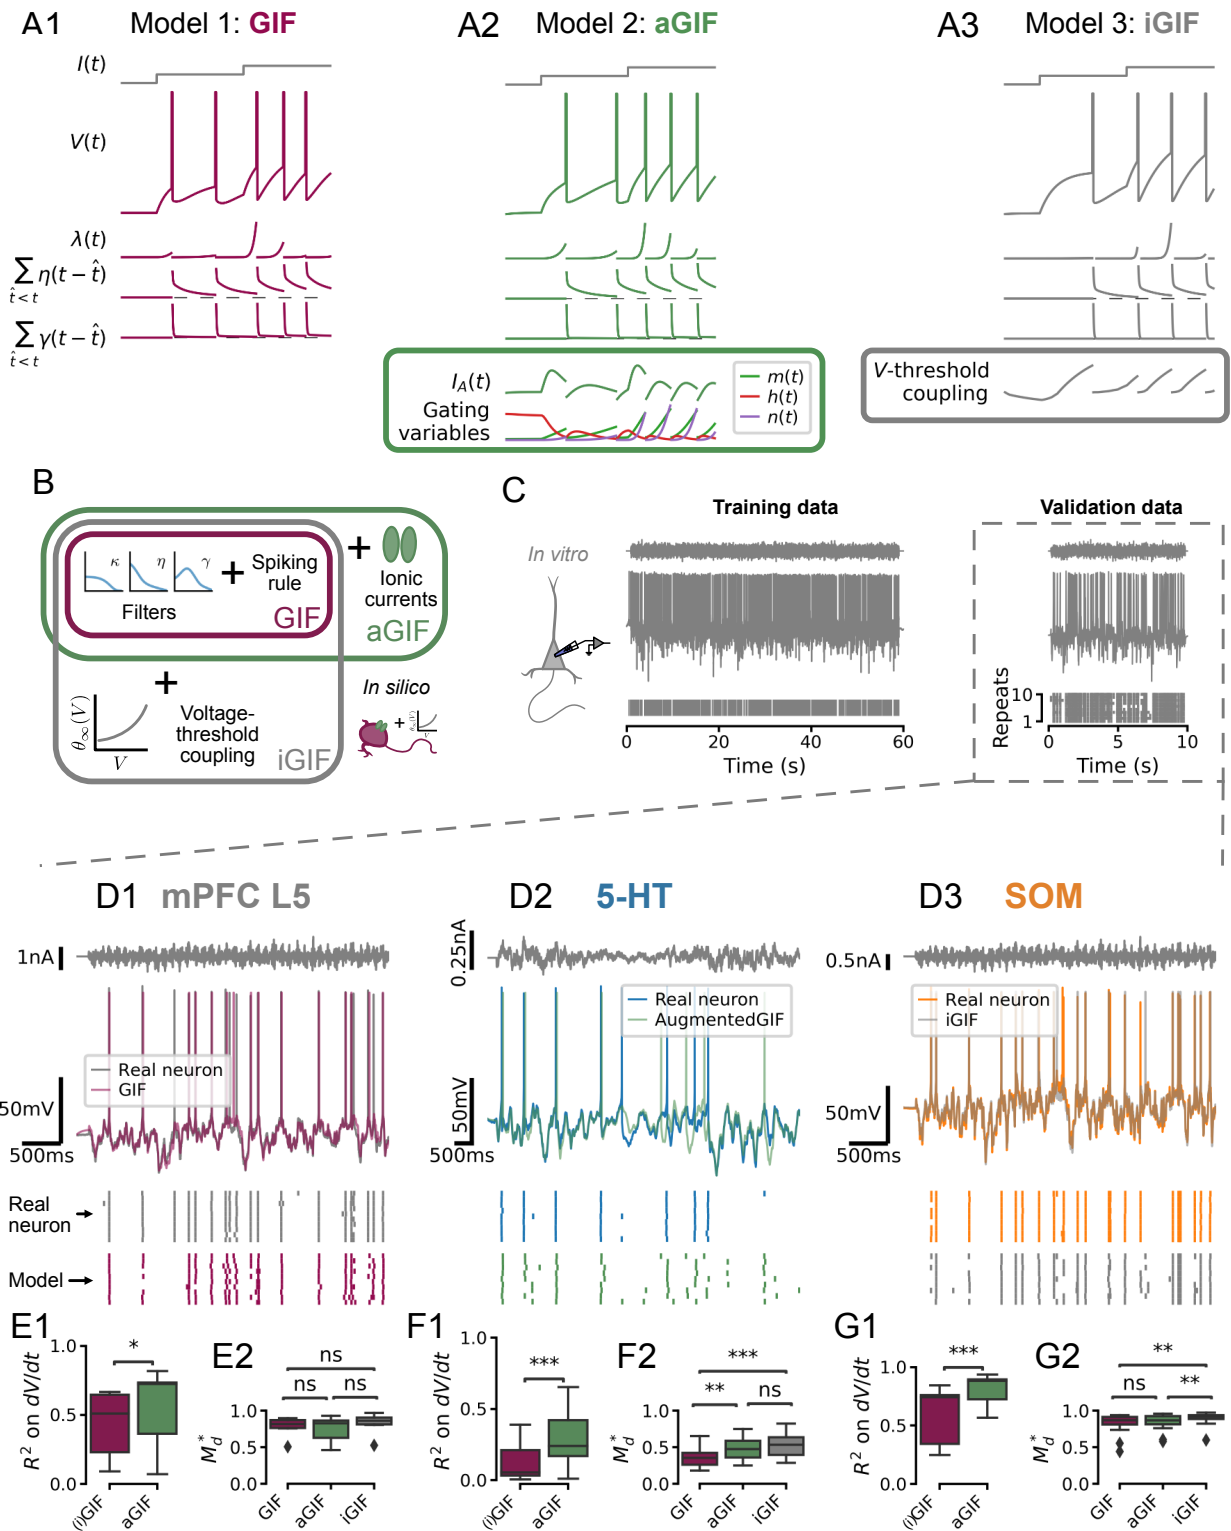 A1 Model 1: GIF
A2 Model 2: aGIF
A3 Model 3: iGIF
I(t)
V(t)
λ(t)
∑ η(t − t̂)
t̂ < t
∑ γ(t − t̂)
t̂ < t
I_A(t)
Gating
variables
m(t)
h(t)
n(t)
V-threshold
coupling
B
κ
η
γ
Filters
+
Spiking
rule
GIF
+
Ionic
currents
aGIF
+
θ∞(V)
V
Voltage-
threshold
coupling
iGIF
In silico
+
θ∞(V)
V
C
In vitro
Training data
0 20 40 60
Time (s)
Validation data
Repeats
10
1
0 5 10
Time (s)
D1 mPFC L5
1nA
Real neuron
GIF
50mV
500ms
Real
neuron
Model
D2 5-HT
0.25nA
Real neuron
AugmentedGIF
50mV
500ms
D3 SOM
0.5nA
Real neuron
iGIF
50mV
500ms
E1
R² on dV/dt
1.0
0.5
0.0
*
(i)GIF
aGIF
E2
M_d*
1.0
0.5
0.0
ns
ns
ns
GIF
aGIF
iGIF
F1
R² on dV/dt
1.0
0.5
0.0
***
(i)GIF
aGIF
F2
M_d*
1.0
0.5
0.0
***
**
ns
GIF
aGIF
iGIF
G1
R² on dV/dt
1.0
0.5
0.0
***
(i)GIF
aGIF
G2
M_d*
1.0
0.5
0.0
**
ns
**
GIF
aGIF
iGIF